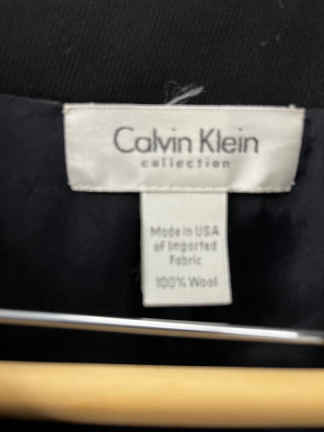 Calvin Klein
collection
Made in USA
of Imported
Fabric
100% Wool